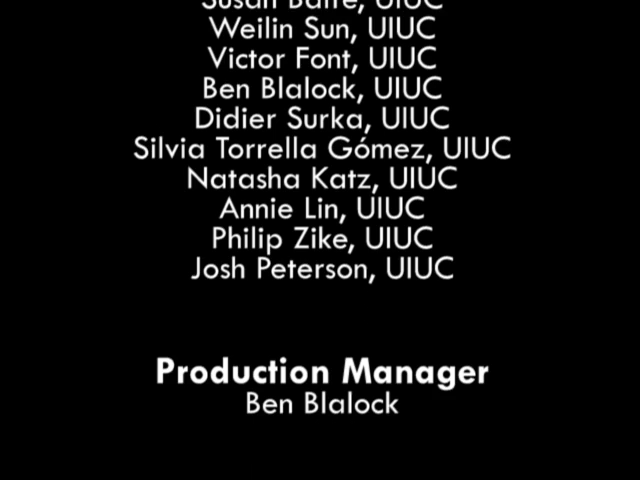 Susan
Weilin Sun, UIUC
Victor Font, UIUC
Ben Blalock, UIUC
Didier Surka, UIUC
Silvia Torrella Gómez, UIUC
Natasha Katz, UIUC
Annie Lin, UIUC
Philip Zike, UIUC
Josh Peterson, UIUC
Production Manager
Ben Blalock